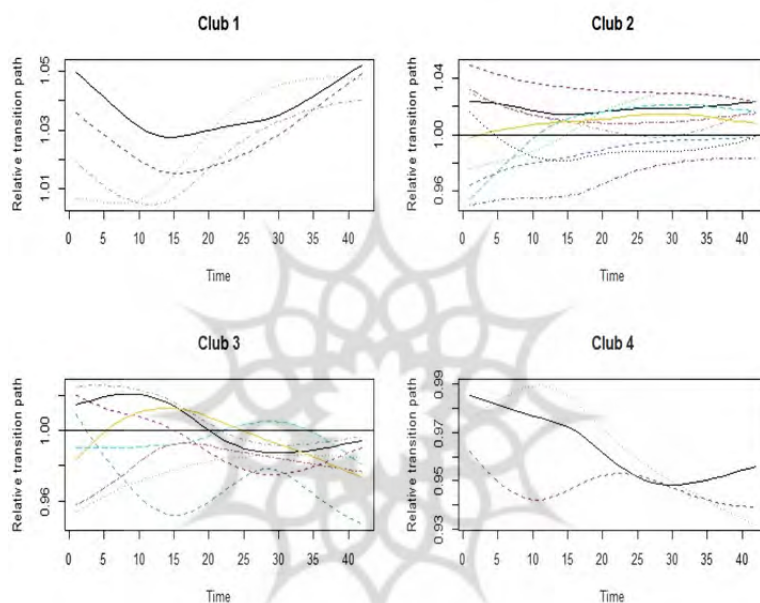 Club 1
Relative transition path
1.05
1.03
1.01
0 5 10 15 20 25 30 35 40
Time
Club 2
Relative transition path
1.04
1.00
0.96
0 5 10 15 20 25 30 35 40
Time
Club 3
Relative transition path
1.00
0.96
0 5 10 15 20 25 30 35 40
Time
Club 4
Relative transition path
0.99
0.97
0.95
0.93
0 5 10 15 20 25 30 35 40
Time